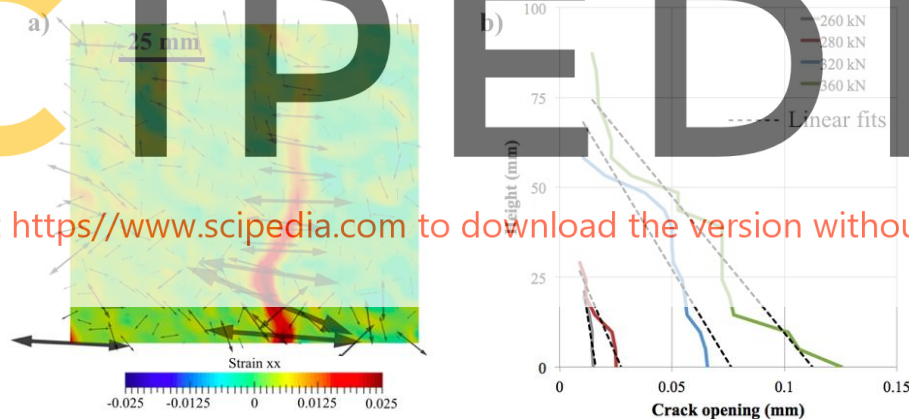 CIPEDI
a)
25 mm
https//www.scipedia.com to download the version withou
Strain xx
-0.025 -0.0125 0 0.0125 0.025
b)
100
75
50
25
0
Height (mm)
260 kN
280 kN
320 kN
360 kN
Linear fits
0 0.05 0.1 0.15
Crack opening (mm)